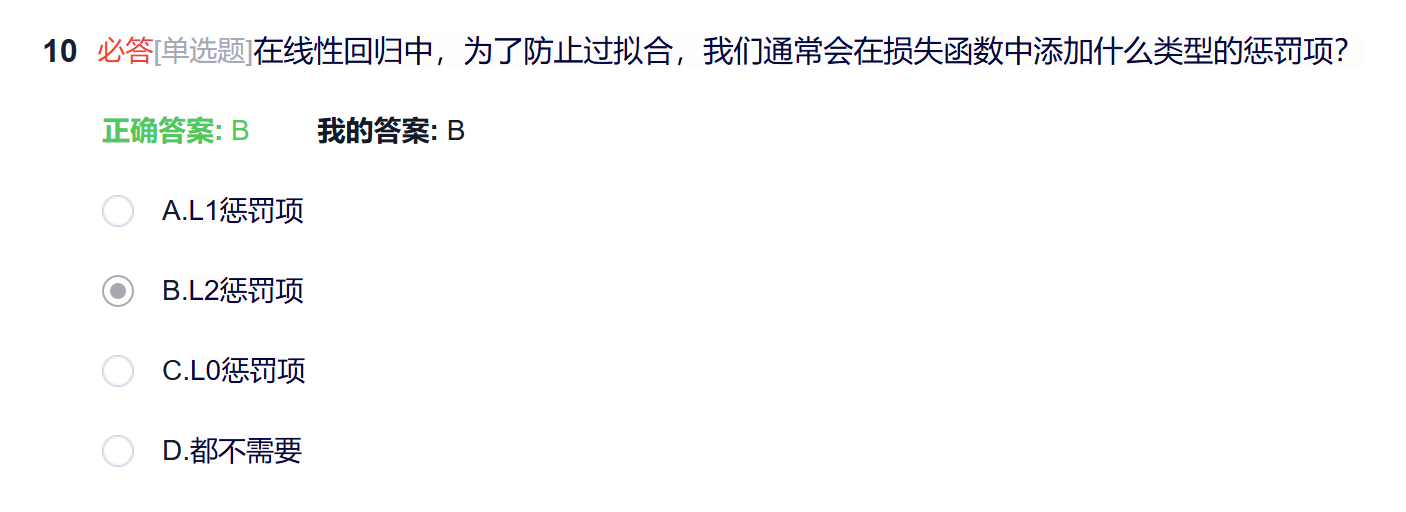 10 必答[单选题]在线性回归中，为了防止过拟合，我们通常会在损失函数中添加什么类型的惩罚项？
正确答案: B 我的答案: B
A.L1惩罚项
B.L2惩罚项
C.L0惩罚项
D.都不需要